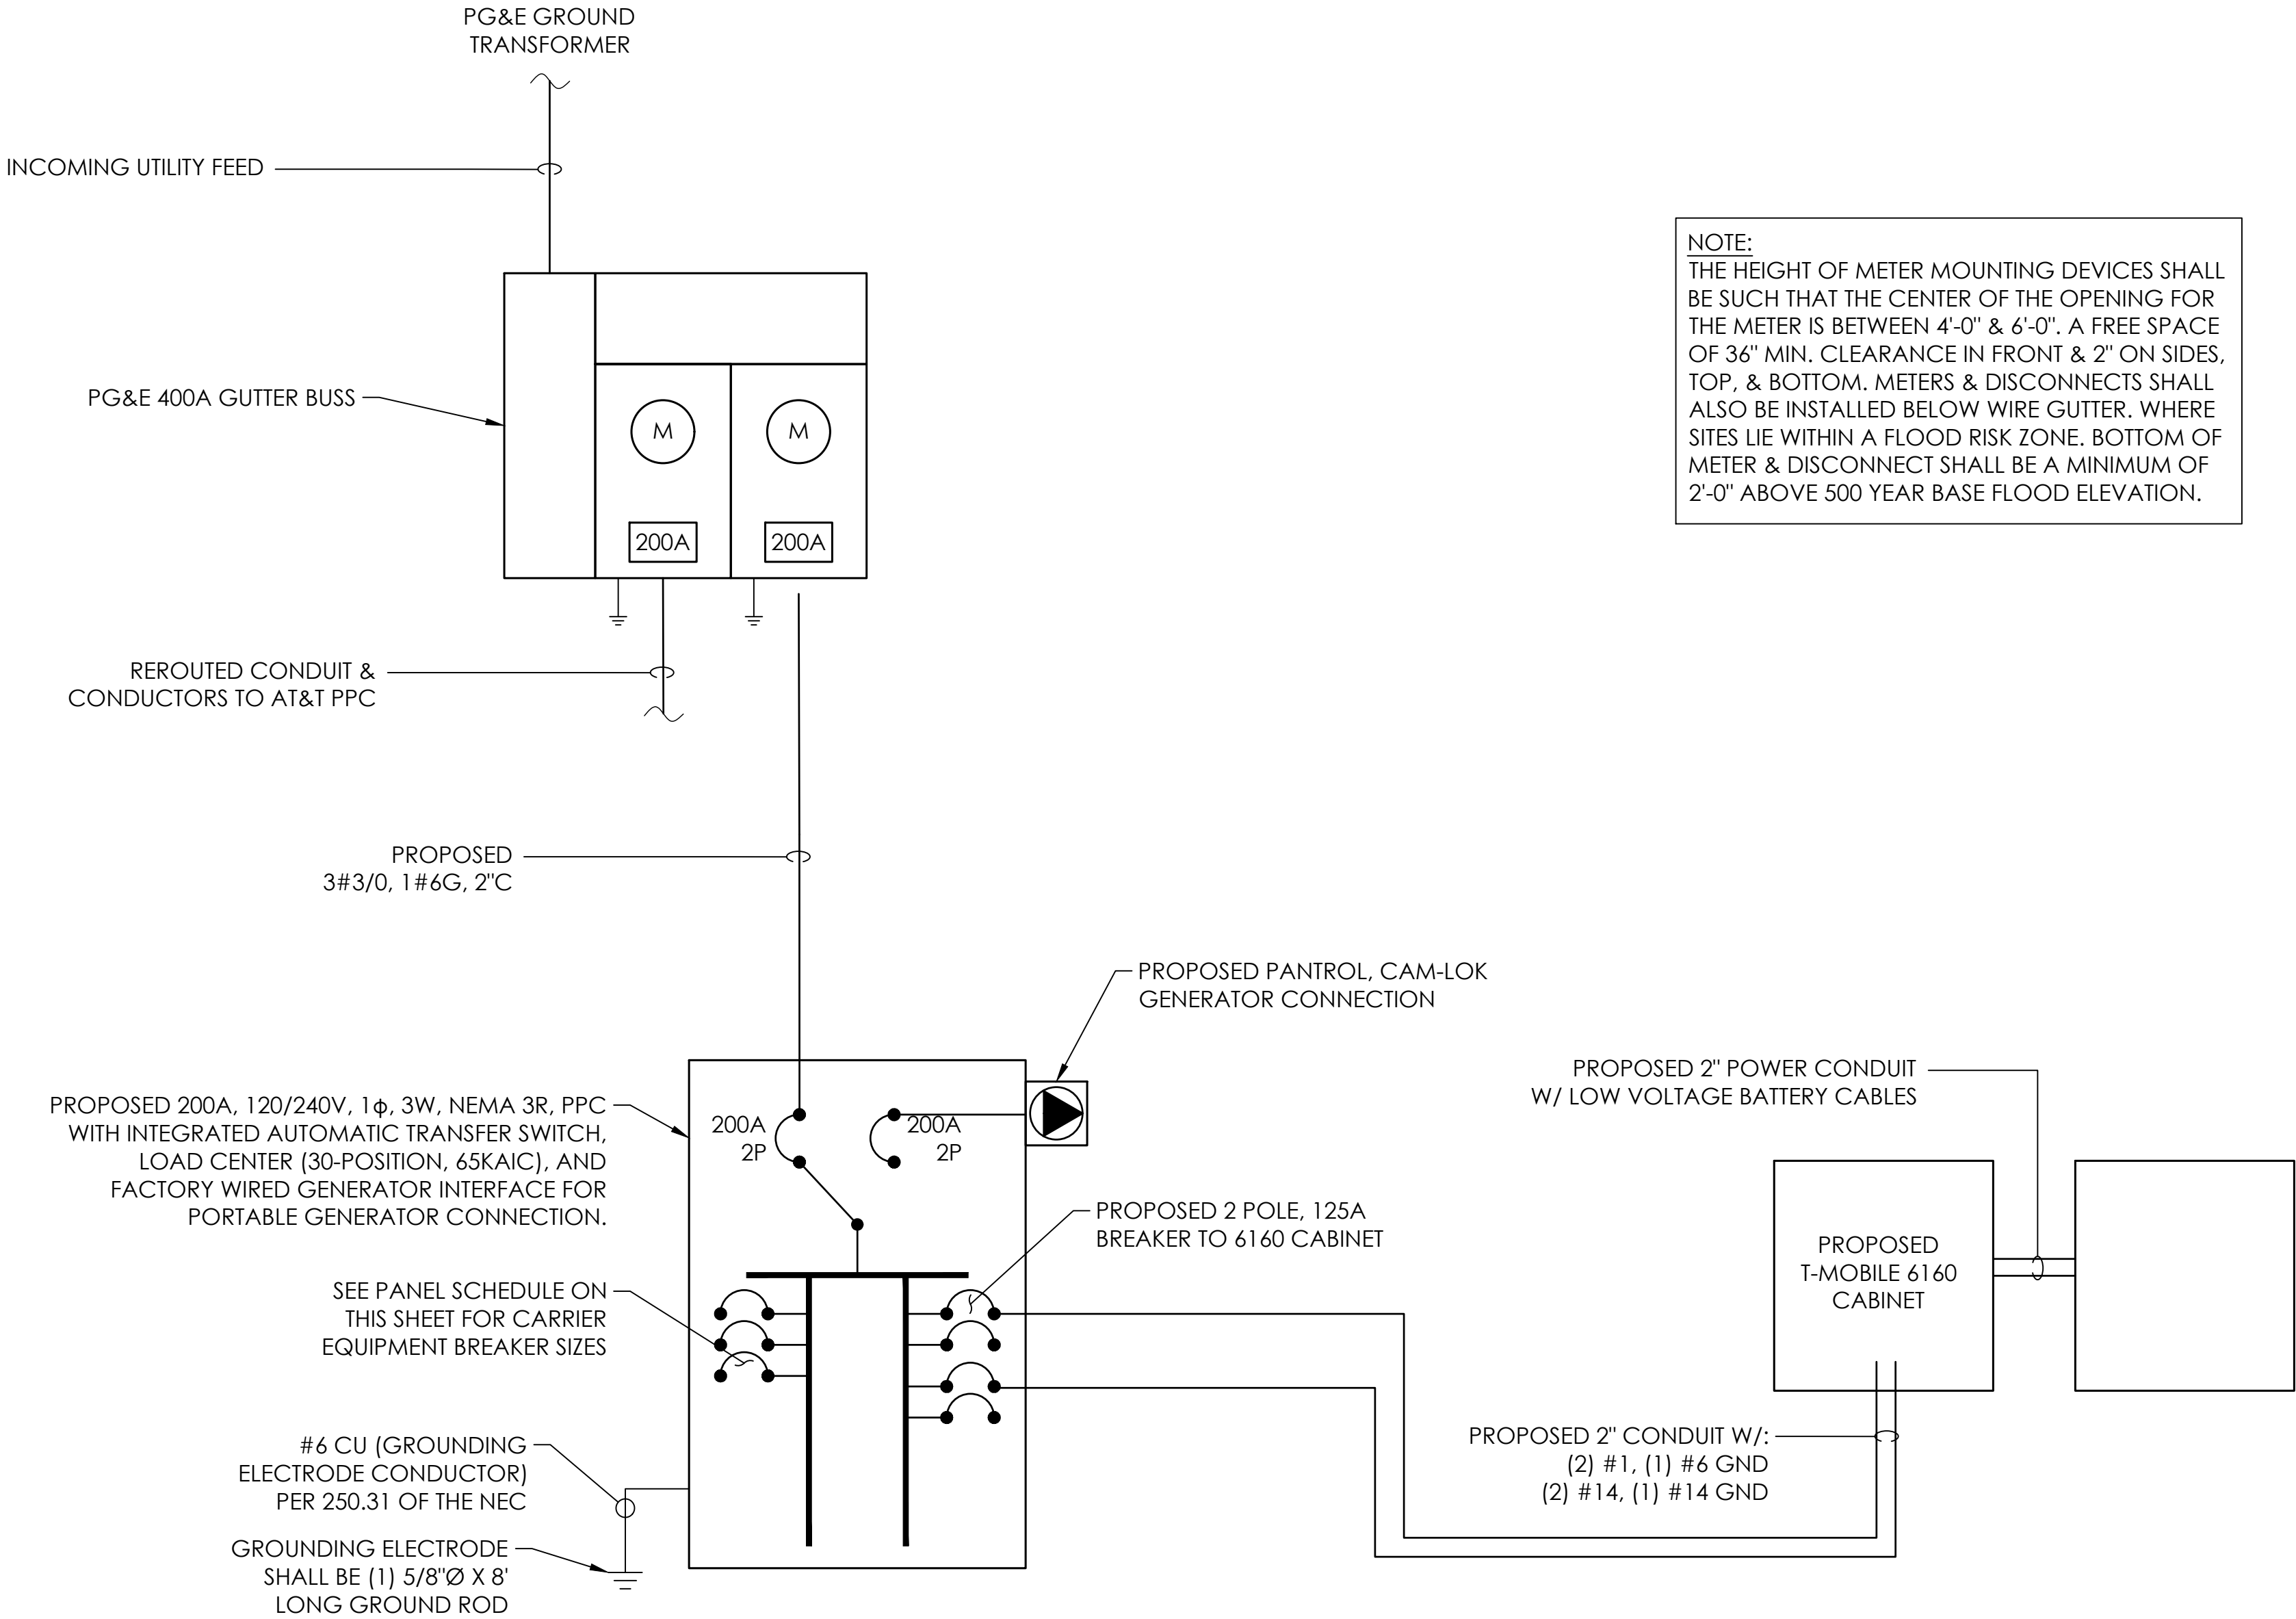 PG&E GROUND
TRANSFORMER
INCOMING UTILITY FEED
NOTE:
THE HEIGHT OF METER MOUNTING DEVICES SHALL
BE SUCH THAT THE CENTER OF THE OPENING FOR
THE METER IS BETWEEN 4'-0" & 6'-0". A FREE SPACE
OF 36" MIN. CLEARANCE IN FRONT & 2" ON SIDES,
TOP, & BOTTOM. METERS & DISCONNECTS SHALL
ALSO BE INSTALLED BELOW WIRE GUTTER. WHERE
SITES LIE WITHIN A FLOOD RISK ZONE. BOTTOM OF
METER & DISCONNECT SHALL BE A MINIMUM OF
2'-0" ABOVE 500 YEAR BASE FLOOD ELEVATION.
PG&E 400A GUTTER BUSS
M
M
200A
200A
REROUTED CONDUIT &
CONDUCTORS TO AT&T PPC
PROPOSED
3#3/0, 1#6G, 2"C
PROPOSED PANTROL, CAM-LOK
GENERATOR CONNECTION
PROPOSED 200A, 120/240V, 1ϕ, 3W, NEMA 3R, PPC
WITH INTEGRATED AUTOMATIC TRANSFER SWITCH,
LOAD CENTER (30-POSITION, 65KAIC), AND
FACTORY WIRED GENERATOR INTERFACE FOR
PORTABLE GENERATOR CONNECTION.
200A
2P
200A
2P
PROPOSED 2" POWER CONDUIT
W/ LOW VOLTAGE BATTERY CABLES
PROPOSED 2 POLE, 125A
BREAKER TO 6160 CABINET
PROPOSED
T-MOBILE 6160
CABINET
SEE PANEL SCHEDULE ON
THIS SHEET FOR CARRIER
EQUIPMENT BREAKER SIZES
#6 CU (GROUNDING
ELECTRODE CONDUCTOR)
PER 250.31 OF THE NEC
PROPOSED 2" CONDUIT W/:
(2) #1, (1) #6 GND
(2) #14, (1) #14 GND
GROUNDING ELECTRODE
SHALL BE (1) 5/8"Ø X 8'
LONG GROUND ROD